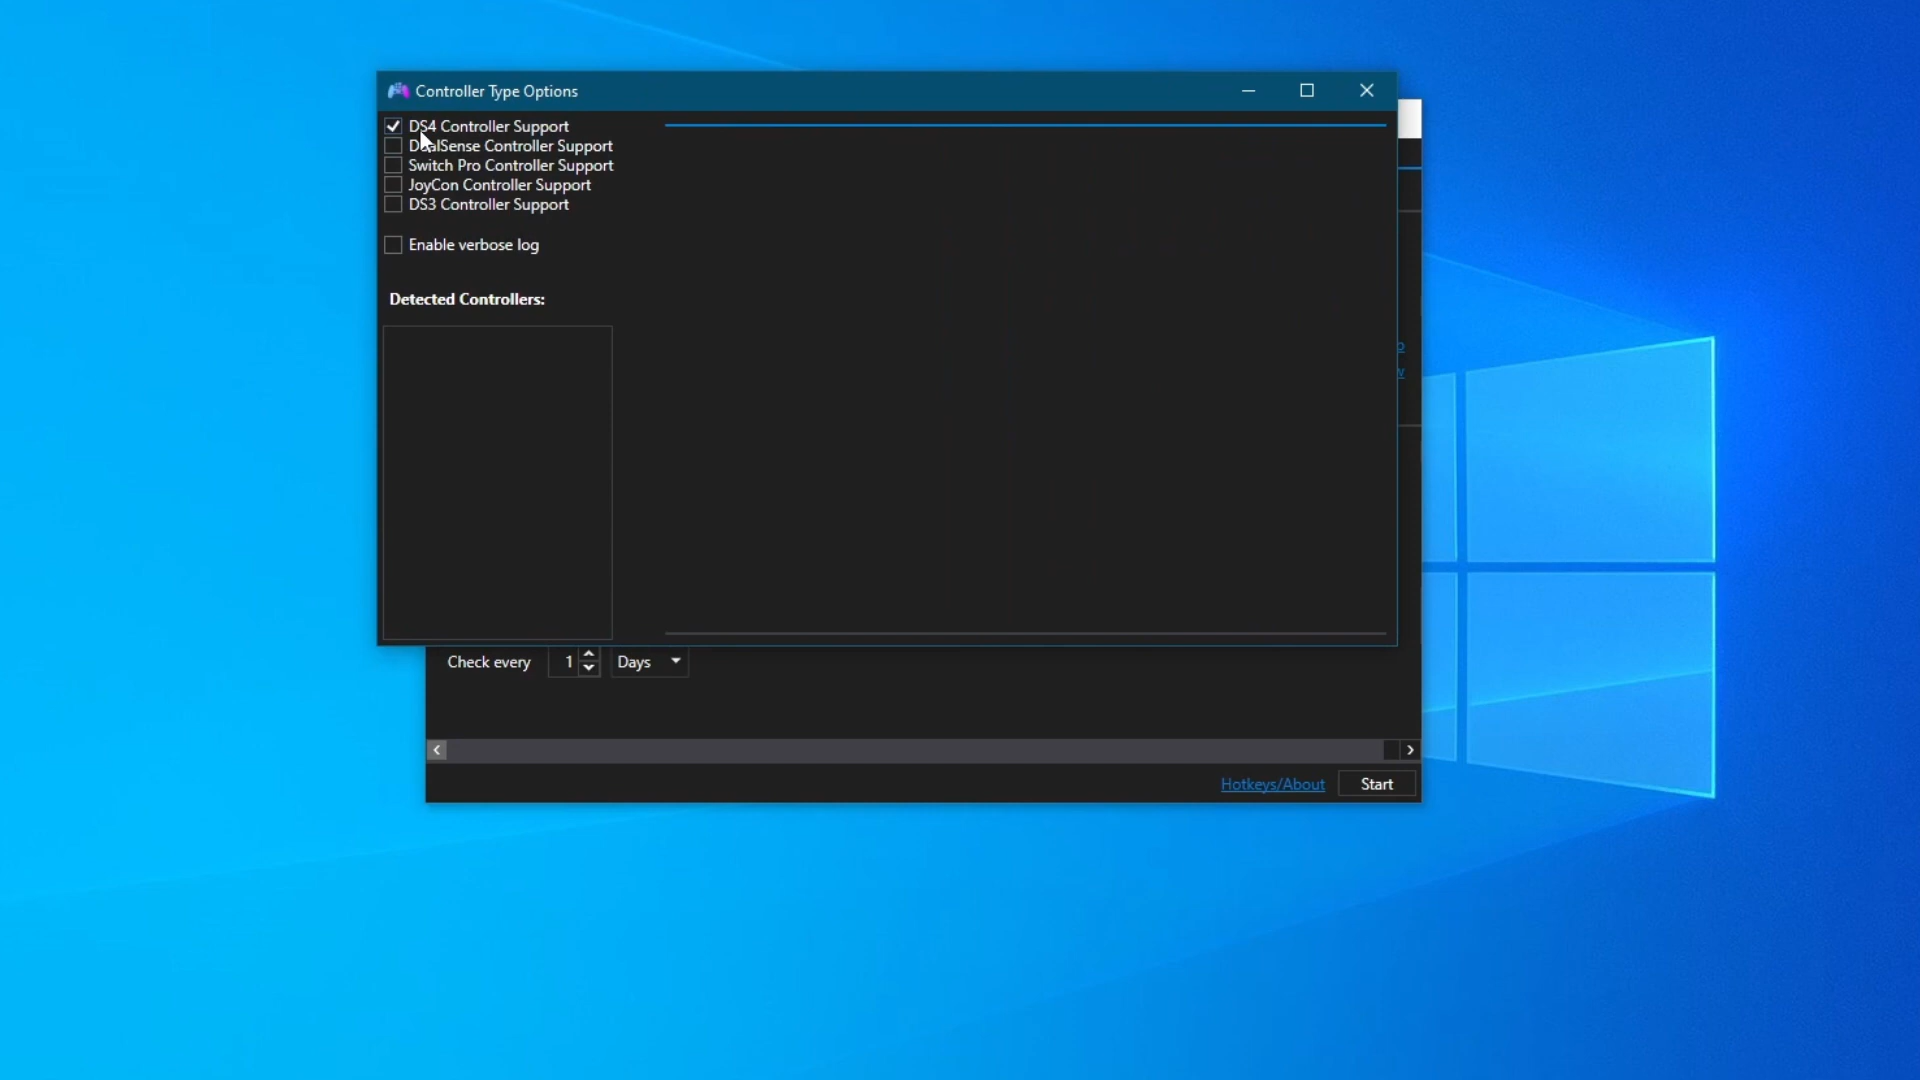 Controller Type Options
DS4 Controller Support
DualSense Controller Support
Switch Pro Controller Support
JoyCon Controller Support
DS3 Controller Support
Enable verbose log
Detected Controllers:
Check every 1 Days
Hotkeys/About Start